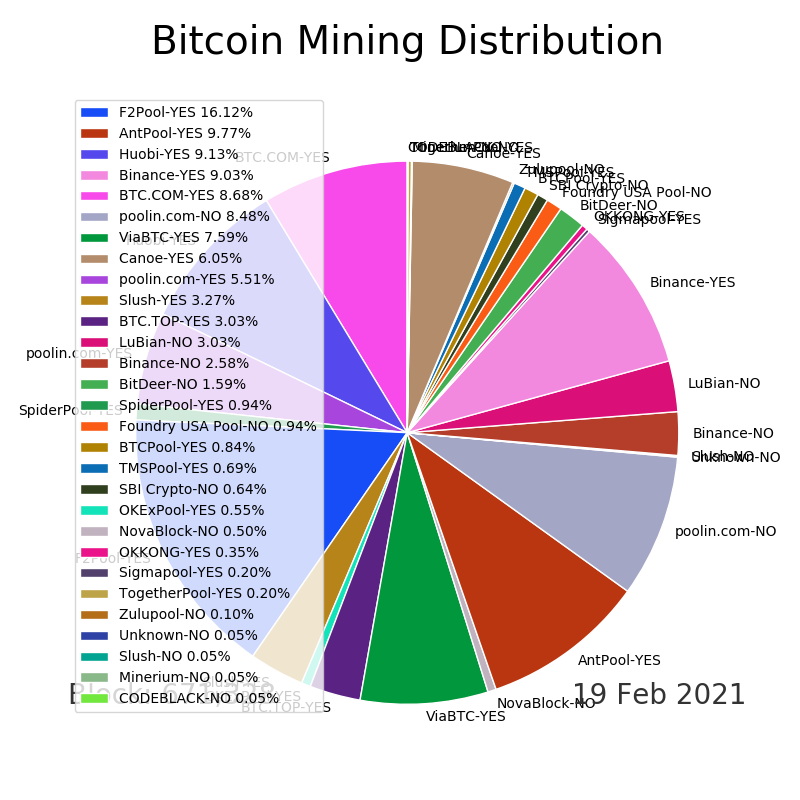 Bitcoin Mining Distribution
F2Pool-YES 16.12%
AntPool-YES 9.77%
Huobi-YES 9.13%
Binance-YES 9.03%
BTC.COM-YES 8.68%
poolin.com-NO 8.48%
ViaBTC-YES 7.59%
Canoe-YES 6.05%
poolin.com-YES 5.51%
Slush-YES 3.27%
BTC.TOP-YES 3.03%
LuBian-NO 3.03%
Binance-NO 2.58%
BitDeer-NO 1.59%
SpiderPool-YES 0.94%
Foundry USA Pool-NO 0.94%
BTCPool-YES 0.84%
TMSPool-YES 0.69%
SBI Crypto-NO 0.64%
OKExPool-YES 0.55%
NovaBlock-NO 0.50%
OKKONG-YES 0.35%
Sigmapool-YES 0.20%
TogetherPool-YES 0.20%
Zulupool-NO 0.10%
Unknown-NO 0.05%
Slush-NO 0.05%
Minerium-NO 0.05%
CODEBLACK-NO 0.05%
BTC.COM-YES
Huobi-YES
poolin.com-YES
SpiderPool-YES
F2Pool-YES
Slush-YES
BTC.TOP-YES
ViaBTC-YES
NovaBlock-NO
AntPool-YES
poolin.com-NO
Unknown-NO
Slush-NO
Binance-NO
LuBian-NO
Binance-YES
Sigmapool-YES
OKKONG-YES
BitDeer-NO
Foundry USA Pool-NO
SBI Crypto-NO
BTCPool-YES
TMSPool-YES
Zulupool-NO
Canoe-YES
Block:
19 Feb 2021